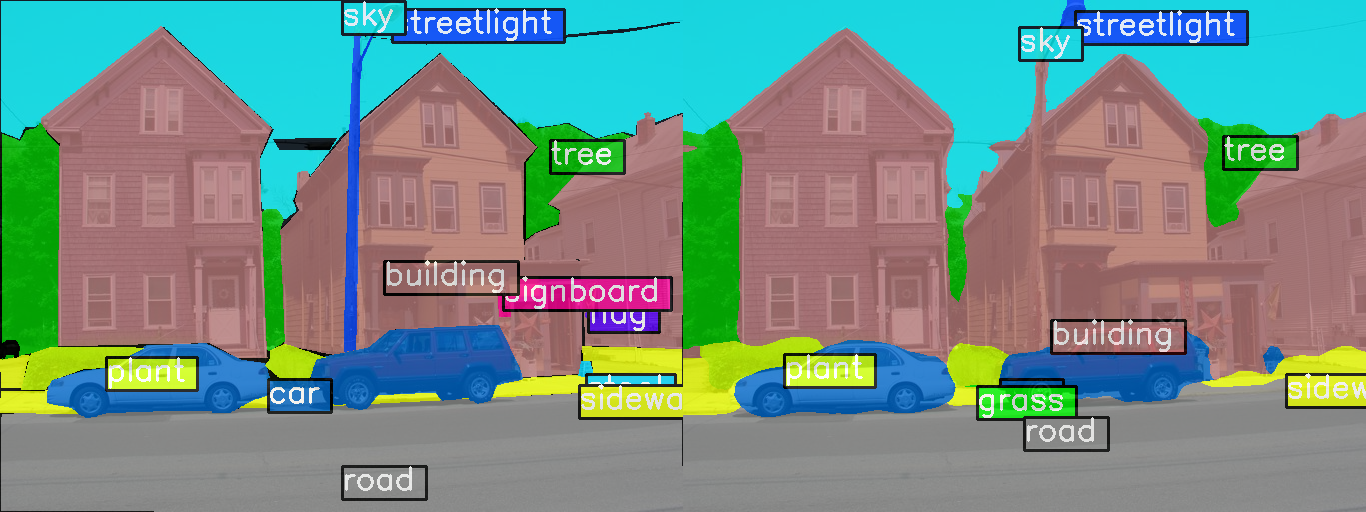 sky
streetlight
tree
building
signboard
flag
plant
car
sidewa
road
streetlight
sky
tree
building
plant
grass
sidew
road